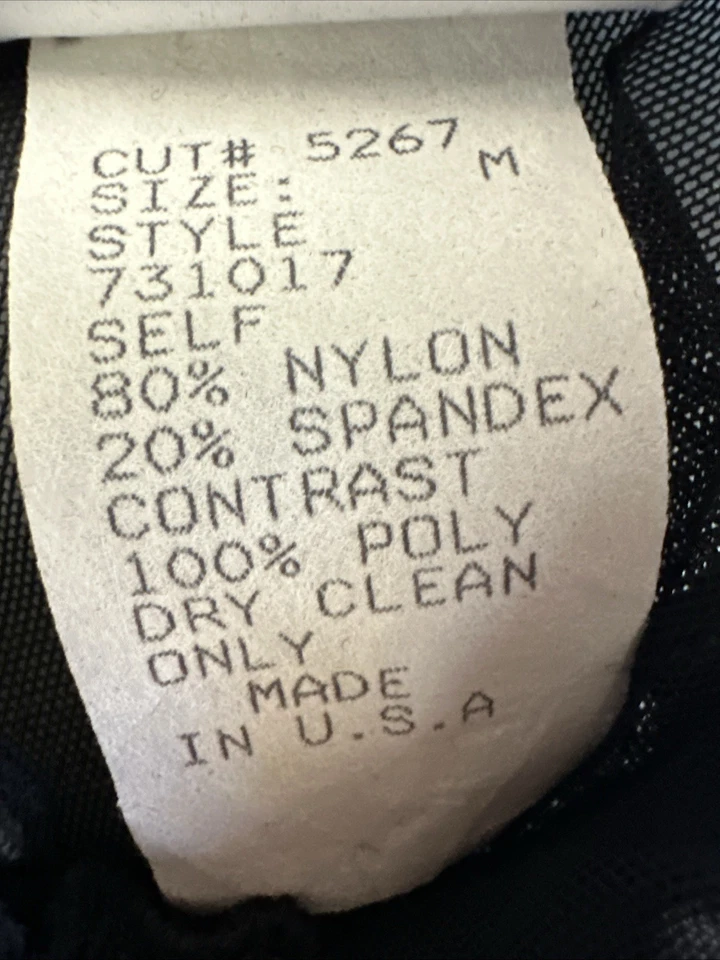 CUT# 5267
SIZE: M
STYLE
731017
SELF
80% NYLON
20% SPANDEX
CONTRAST
100% POLY
DRY CLEAN
ONLY
MADE
IN U.S.A